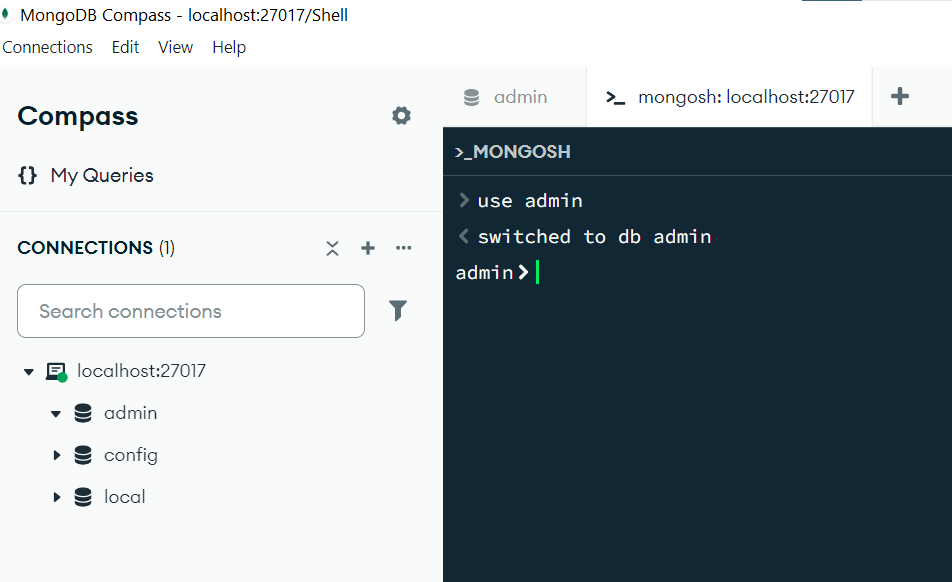 MongoDB Compass - localhost:27017/Shell
Connections Edit View Help
Compass
{} My Queries
CONNECTIONS (1)
Search connections
localhost:27017
admin
config
local
admin
>_ mongosh: localhost:27017
>_MONGOSH
> use admin
< switched to db admin
admin>